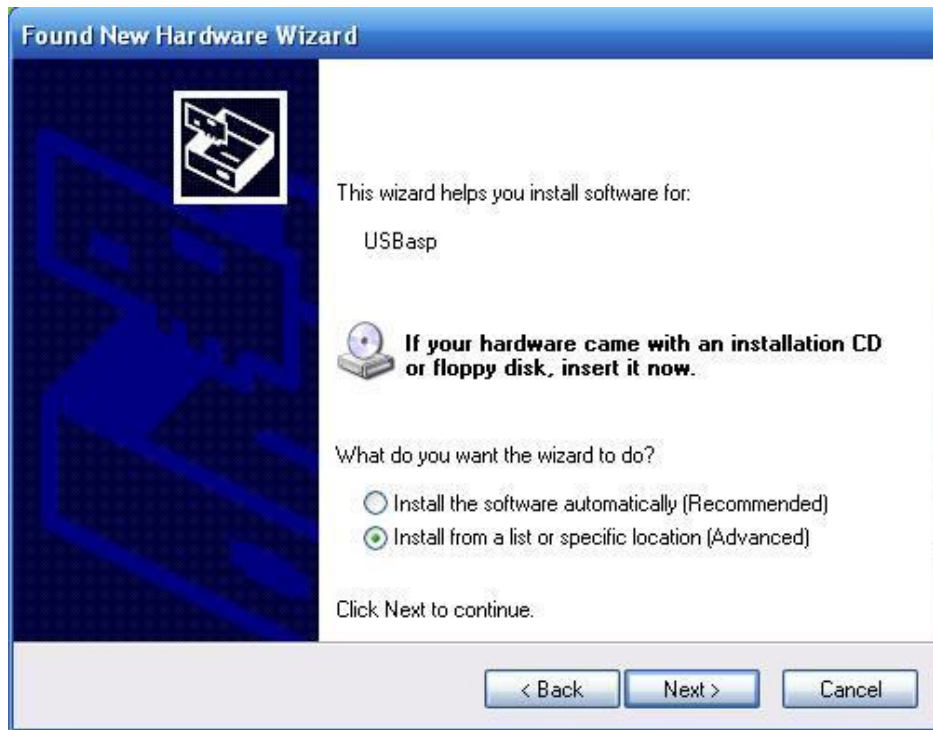 Found New Hardware Wizard
This wizard helps you install software for:
USBasp
If your hardware came with an installation CD
or floppy disk, insert it now.
What do you want the wizard to do?
Install the software automatically (Recommended)
Install from a list or specific location (Advanced)
Click Next to continue.
< Back
Next >
Cancel